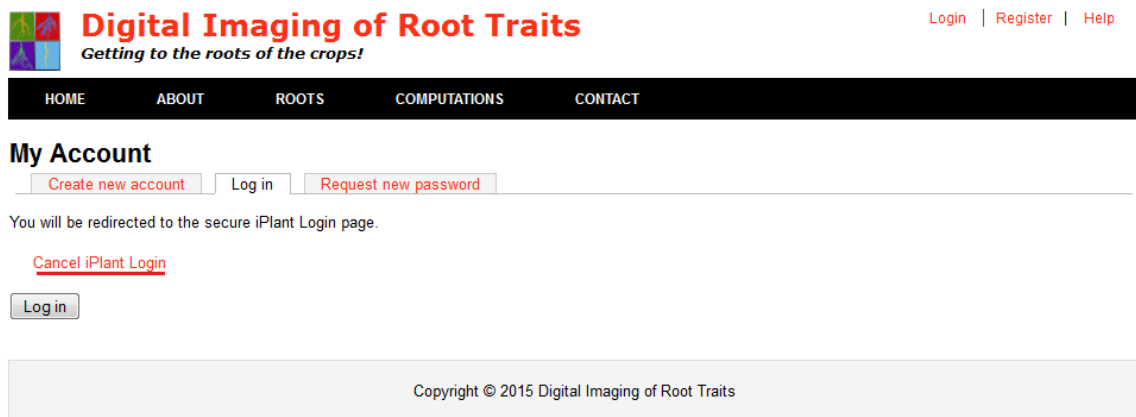 Digital Imaging of Root Traits
Login | Register | Help
Getting to the roots of the crops!
HOME ABOUT ROOTS COMPUTATIONS CONTACT
My Account
Create new account Log in Request new password
You will be redirected to the secure iPlant Login page.
Cancel iPlant Login
Log in
Copyright © 2015 Digital Imaging of Root Traits